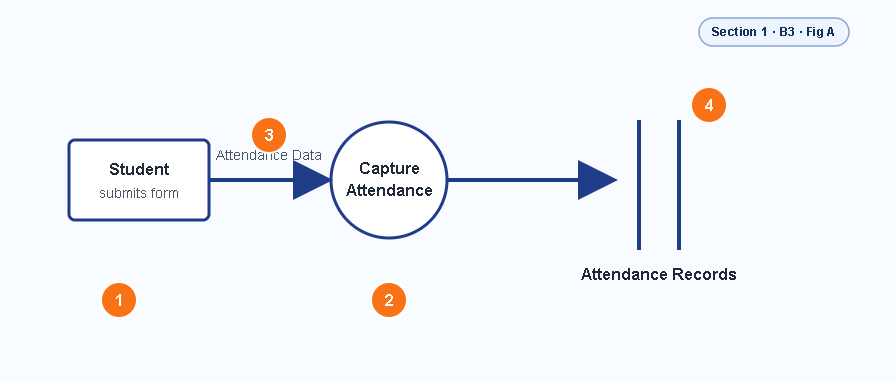 Section 1 · B3 · Fig A
4
3
Attendance Data
Student
submits form
Capture
Attendance
Attendance Records
1
2